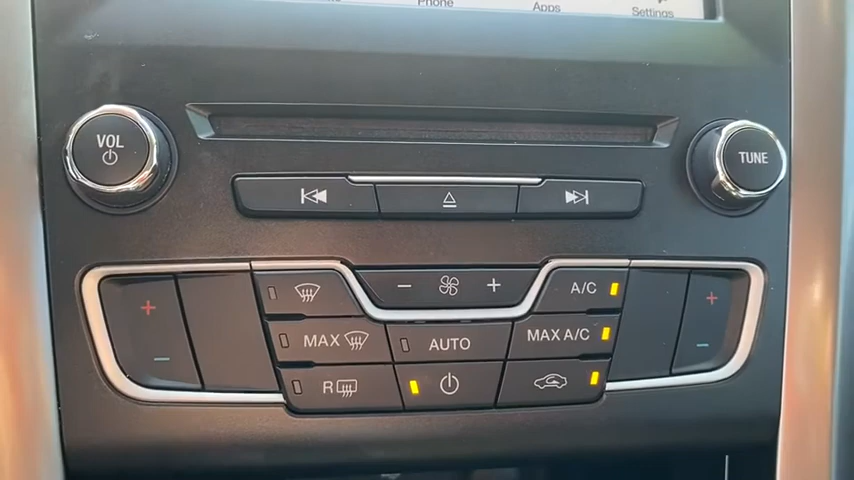 Phone
Apps
Settings
VOL
TUNE
A/C
MAX
MAX A/C
AUTO
R